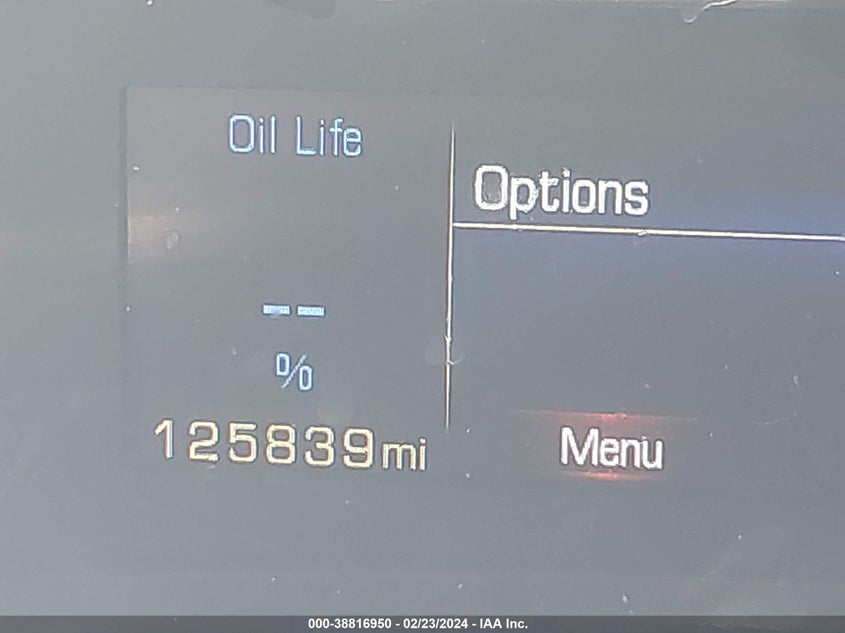 Oil Life
Options
-- 
%
125839mi
Menu
000-38816950 - 02/23/2024 - IAA Inc.